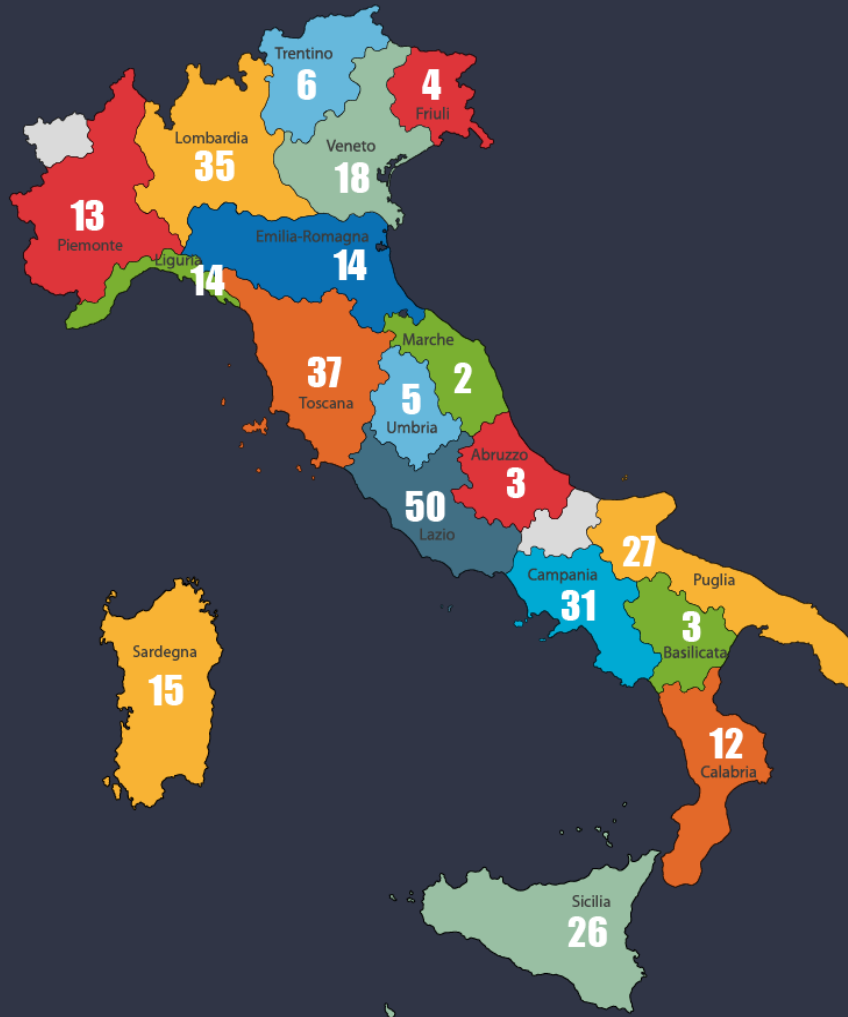 Trentino
6
4
Friuli
Lombardia
35
Veneto
18
13
Piemonte
Emilia-Romagna
14
Liguria
14
Marche
2
37
Toscana
5
Umbria
Abruzzo
3
50
Lazio
27
Puglia
Campania
31
3
Basilicata
Sardegna
15
12
Calabria
Sicilia
26